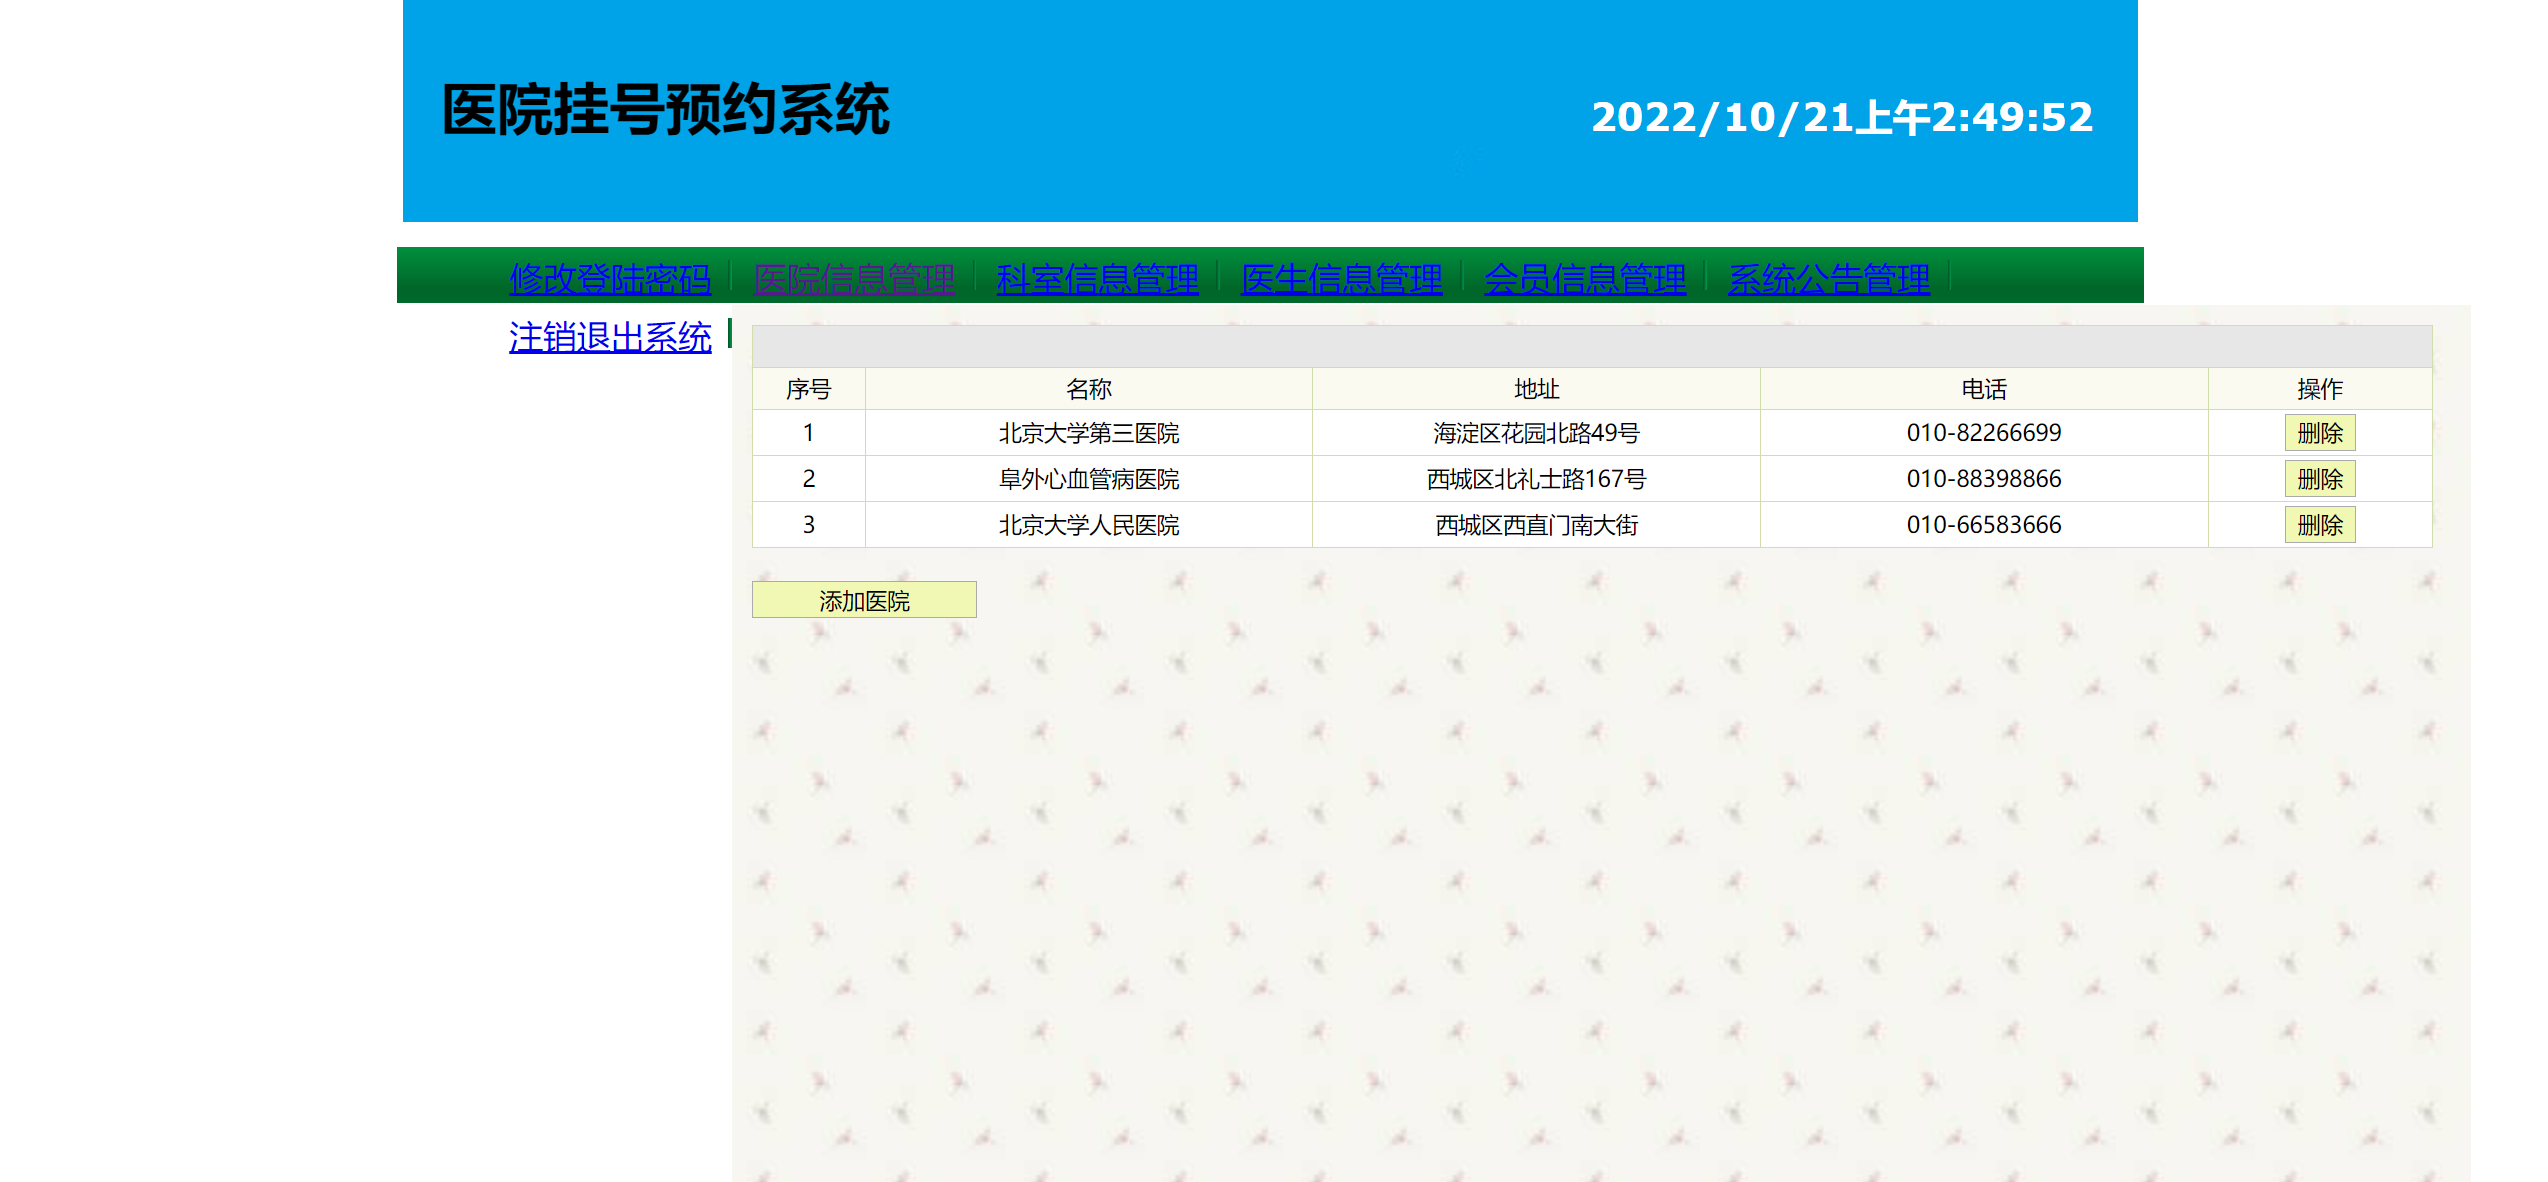 医院挂号预约系统
2022/10/21上午2:49:52
修改登陆密码 医院信息管理 科室信息管理 医生信息管理 会员信息管理 系统公告管理
注销退出系统
序号 名称 地址 电话 操作
1 北京大学第三医院 海淀区花园北路49号 010-82266699 删除
2 阜外心血管病医院 西城区北礼士路167号 010-88398866 删除
3 北京大学人民医院 西城区西直门南大街 010-66583666 删除
添加医院